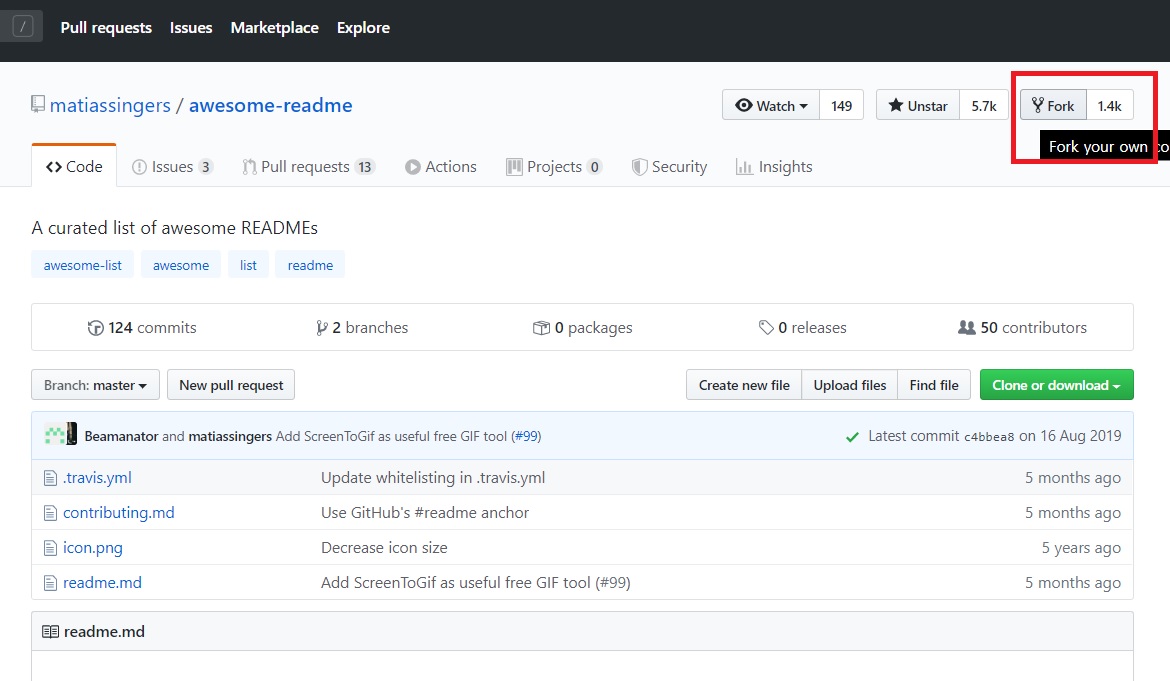 / Pull requests Issues Marketplace Explore
matiassingers / awesome-readme Watch 149 Unstar 5.7k Fork 1.4k
Fork your own co
Code Issues 3 Pull requests 13 Actions Projects 0 Security Insights
A curated list of awesome READMEs
awesome-list awesome list readme
124 commits 2 branches 0 packages 0 releases 50 contributors
Branch: master New pull request Create new file Upload files Find file Clone or download
Beamanator and matiassingers Add ScreenToGif as useful free GIF tool (#99) Latest commit c4bbea8 on 16 Aug 2019
.travis.yml Update whitelisting in .travis.yml 5 months ago
contributing.md Use GitHub's #readme anchor 5 months ago
icon.png Decrease icon size 5 years ago
readme.md Add ScreenToGif as useful free GIF tool (#99) 5 months ago
readme.md